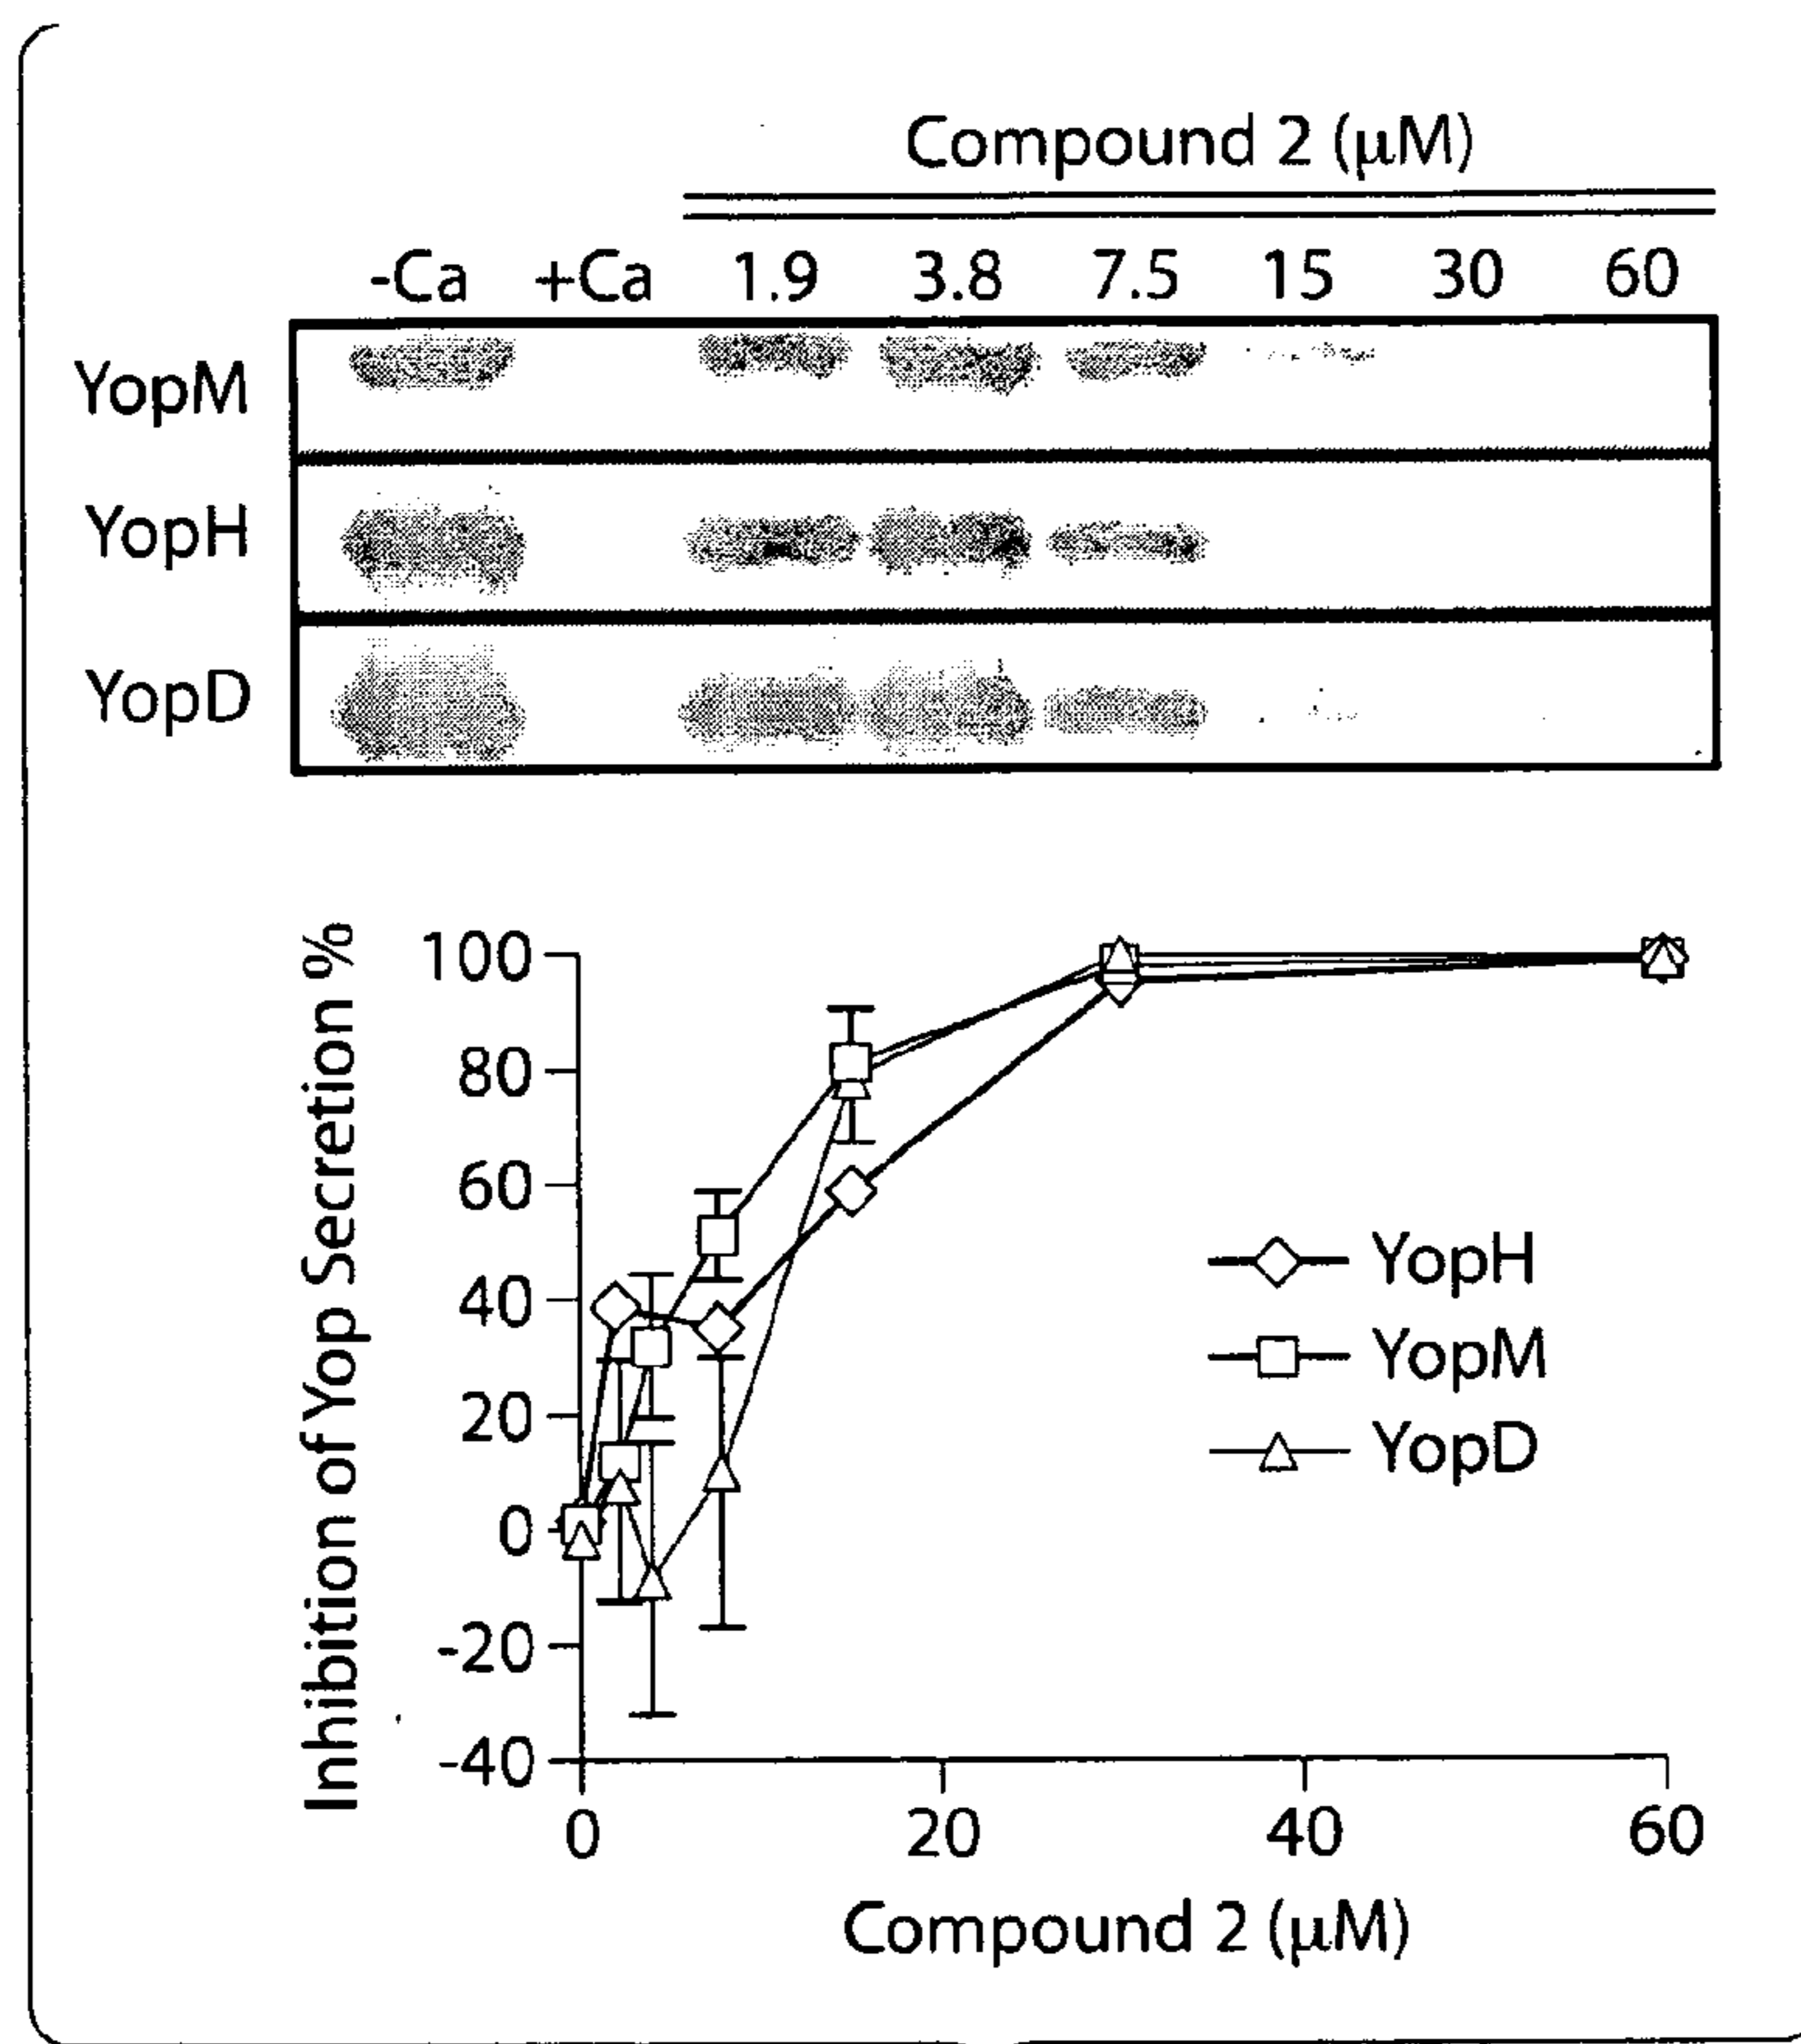 Compound 2 (μM)
-Ca +Ca 1.9 3.8 7.5 15 30 60
YopM
YopH
YopD
Inhibition of Yop Secretion %
100
80
60
40
20
0
-20
-40
YopH
YopM
YopD
0 20 40 60
Compound 2 (μM)